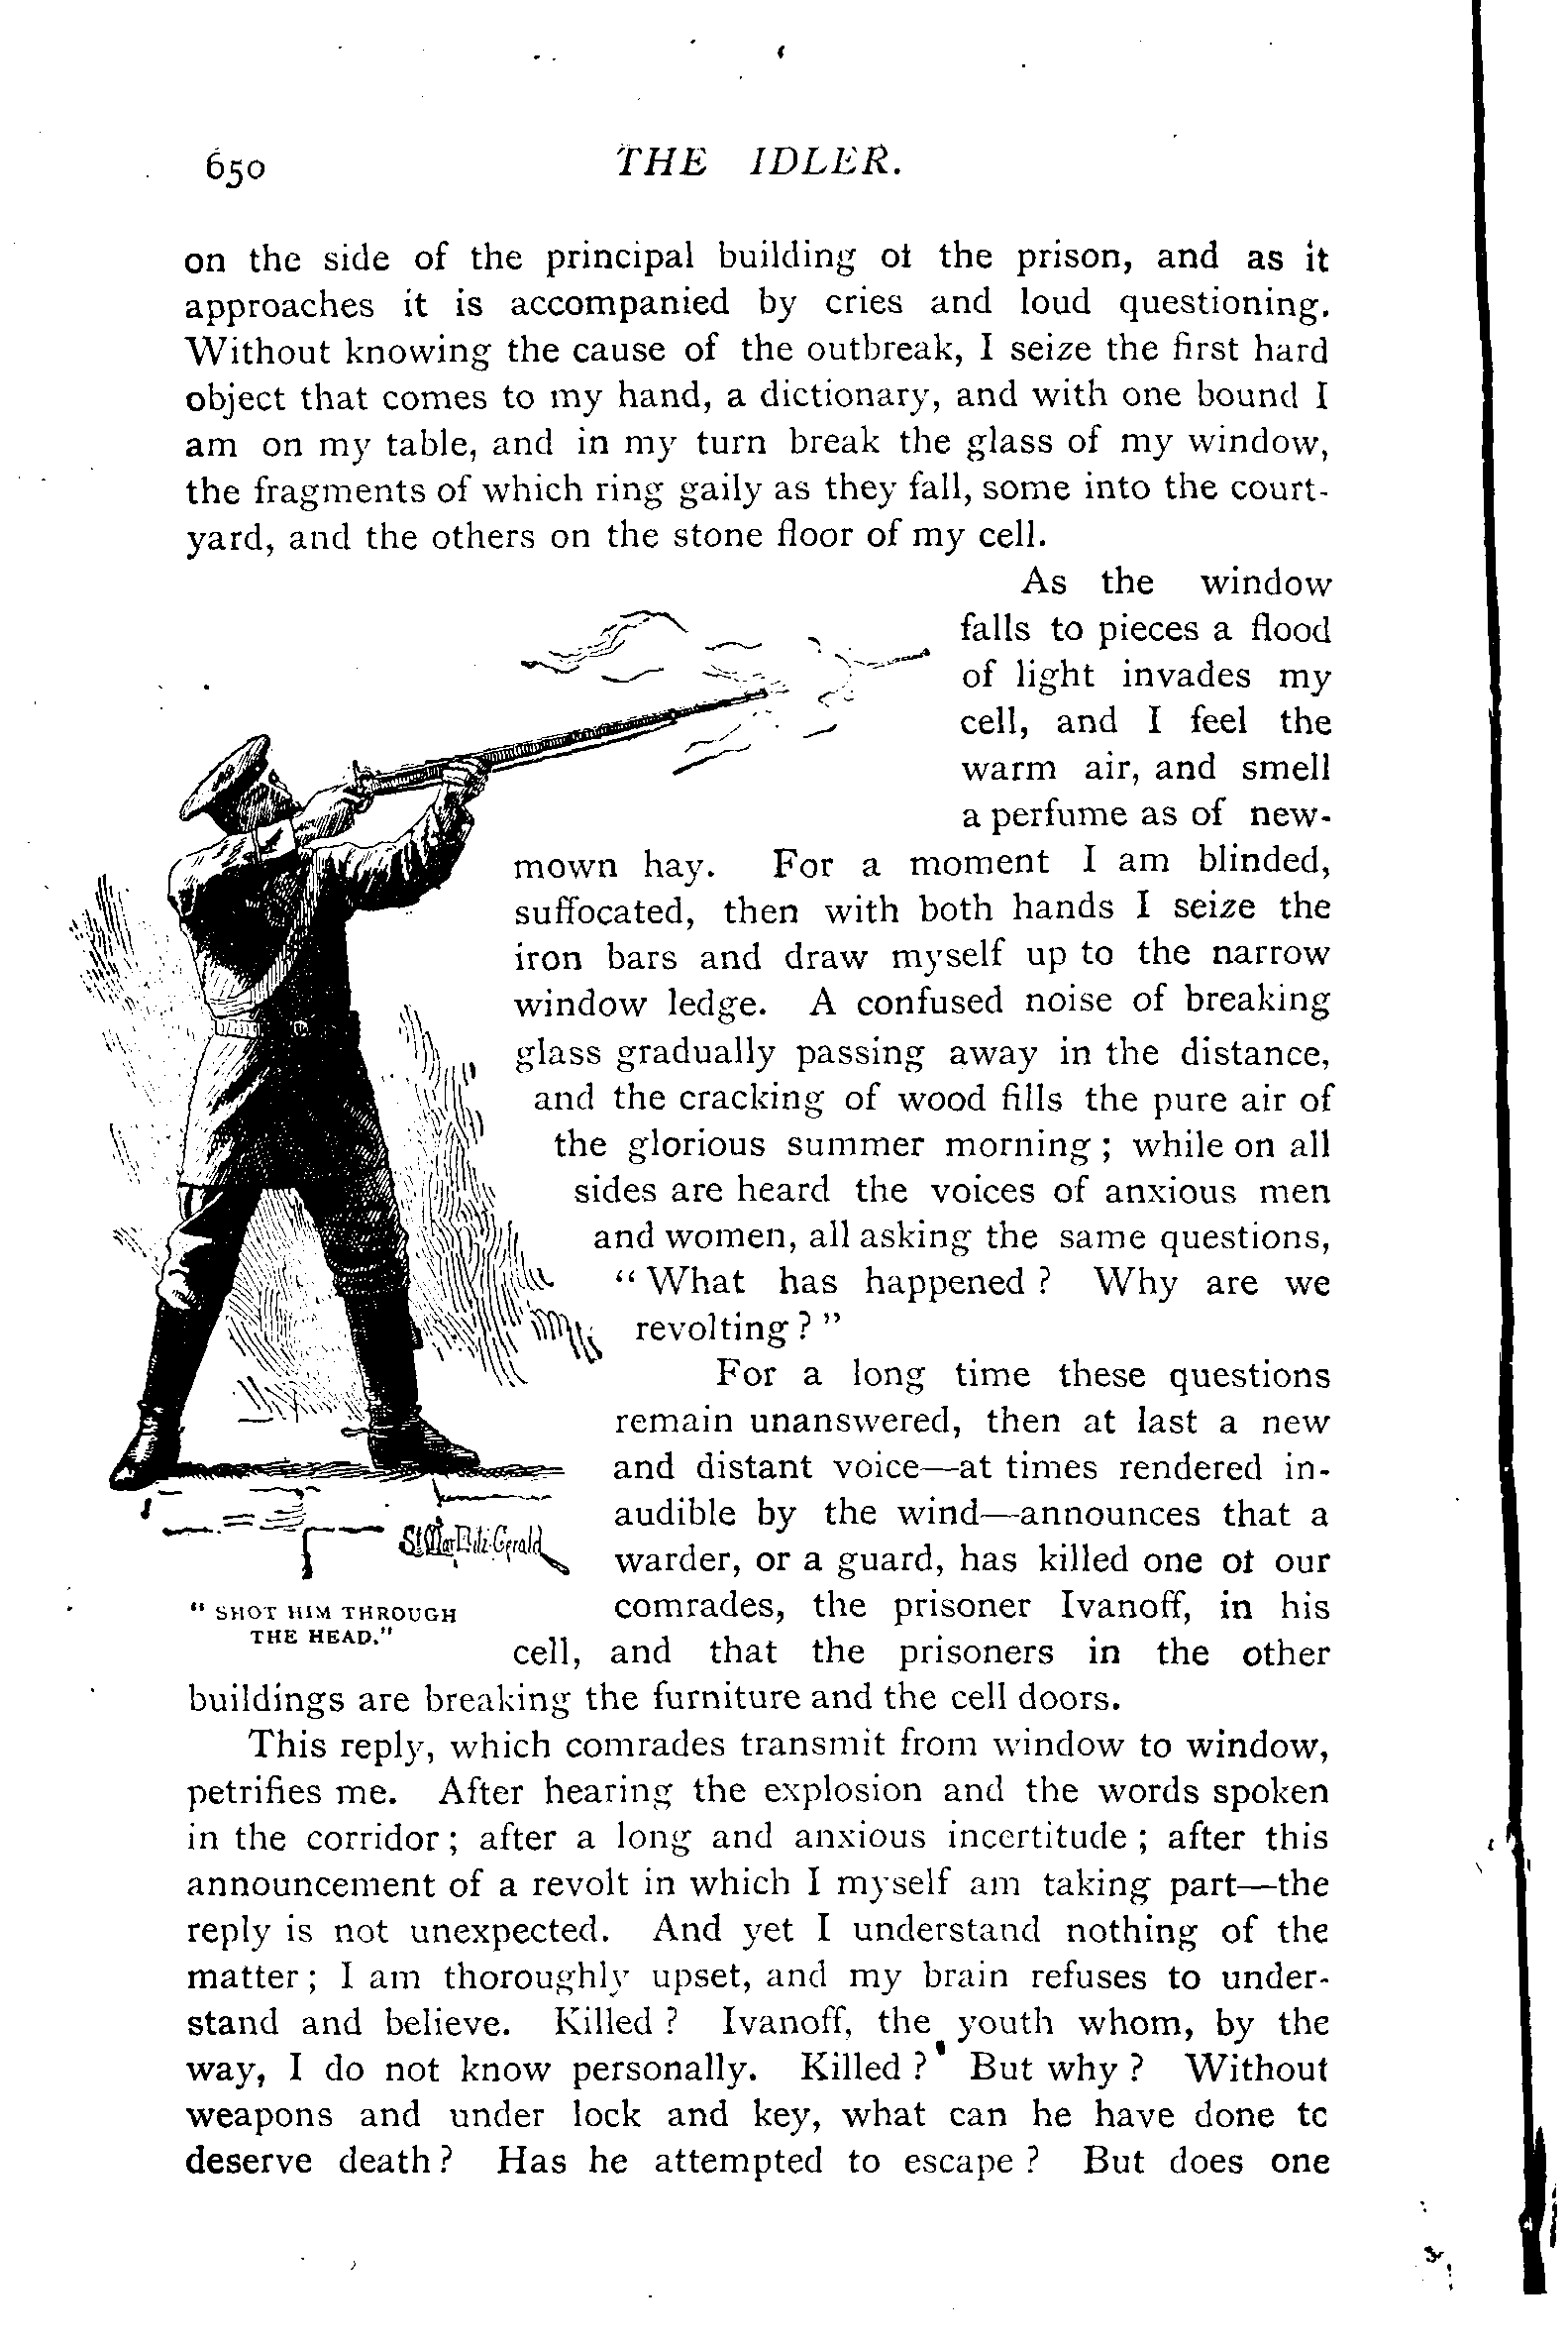 650
THE IDLER.
on the side of the principal building ot the prison, and as it
approaches it is accompanied by cries and loud questioning.
Without knowing the cause of the outbreak, I seize the first hard
object that comes to my hand, a dictionary, and with one bound I
am on my table, and in my turn break the glass of my window,
the fragments of which ring gaily as they fall, some into the court-
yard, and the others on the stone floor of my cell.
As the window
falls to pieces a flood
of light invades my
cell, and I feel the
warm air, and smell
a perfume as of new-
mown hay. For a moment I am blinded,
suffocated, then with both hands I seize the
iron bars and draw myself up to the narrow
window ledge. A confused noise of breaking
glass gradually passing away in the distance,
and the cracking of wood fills the pure air of
the glorious summer morning; while on all
sides are heard the voices of anxious men
and women, all asking the same questions,
"What has happened? Why are we
revolting?"
For a long time these questions
remain unanswered, then at last a new
and distant voice—at times rendered in-
audible by the wind—announces that a
warder, or a guard, has killed one ot our
comrades, the prisoner Ivanoff, in his
cell, and that the prisoners in the other
buildings are breaking the furniture and the cell doors.
"SHOT HIM THROUGH
THE HEAD."
This reply, which comrades transmit from window to window,
petrifies me. After hearing the explosion and the words spoken
in the corridor; after a long and anxious incertitude; after this
announcement of a revolt in which I myself am taking part—the
reply is not unexpected. And yet I understand nothing of the
matter; I am thoroughly upset, and my brain refuses to under-
stand and believe. Killed? Ivanoff, the youth whom, by the
way, I do not know personally. Killed? But why? Without
weapons and under lock and key, what can he have done tc
deserve death? Has he attempted to escape? But does one